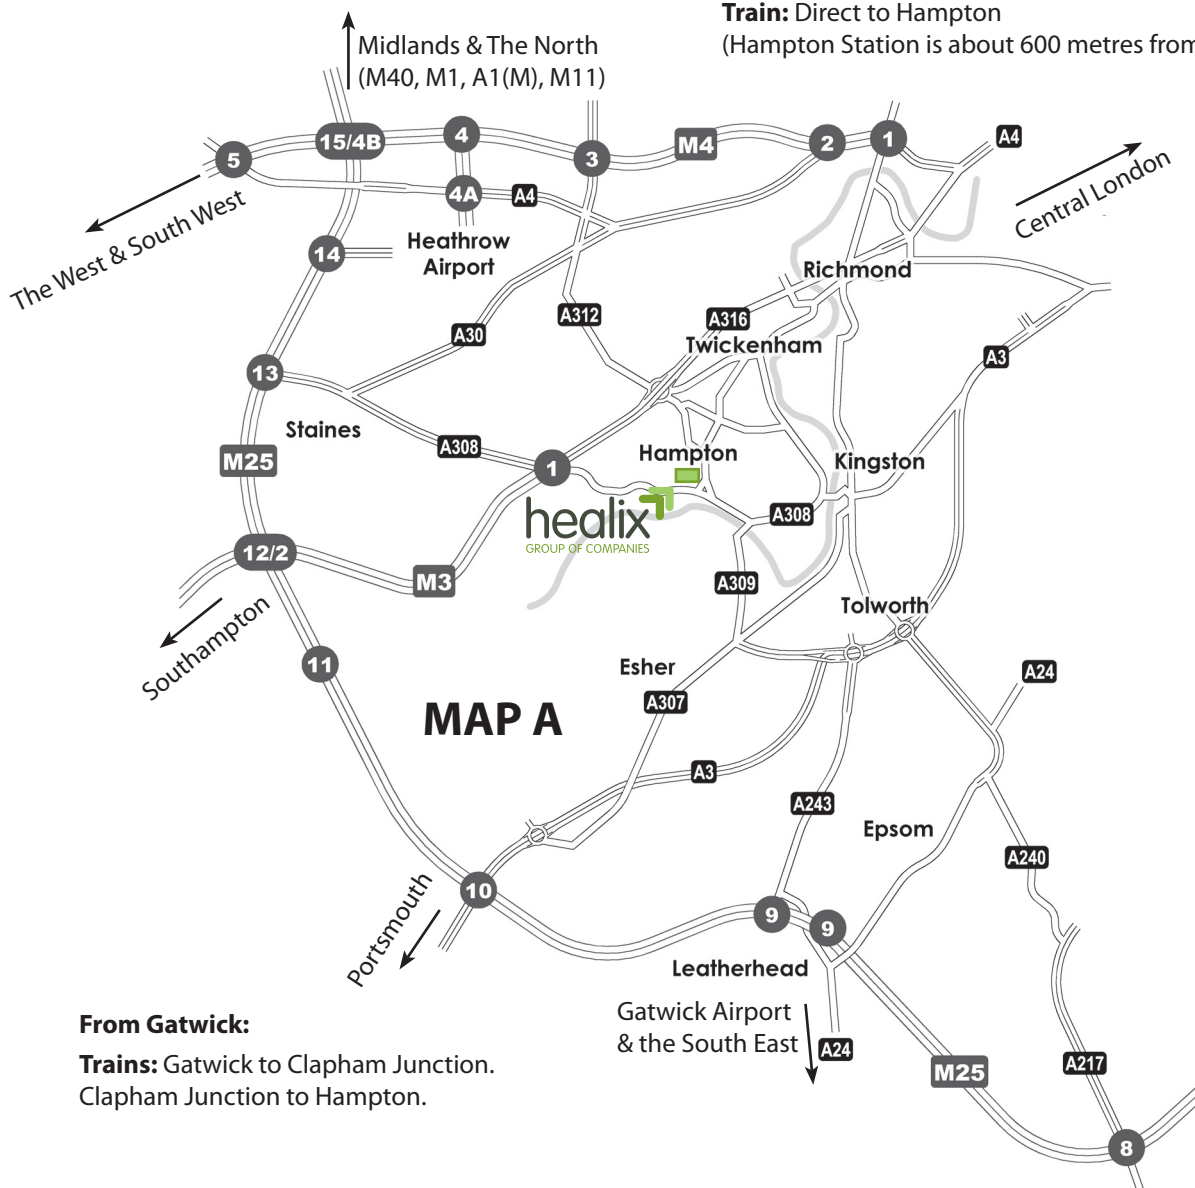 Train: Direct to Hampton
(Hampton Station is about 600 metres from
Midlands & The North
(M40, M1, A1(M), M11)
5
15/4B
4
3
M4
2
1
A4
4A
A4
Central London
The West & South West
14
Heathrow
Airport
Richmond
A30
A312
A316
Twickenham
A3
13
Staines
A308
M25
1
Hampton
Kingston
healix
GROUP OF COMPANIES
A308
12/2
M3
A309
Southampton
Tolworth
11
Esher
A307
A24
MAP A
A3
A243
Epsom
A240
10
Portsmouth
9
9
Leatherhead
Gatwick Airport
& the South East
A24
M25
A217
8
From Gatwick:
Trains: Gatwick to Clapham Junction.
Clapham Junction to Hampton.